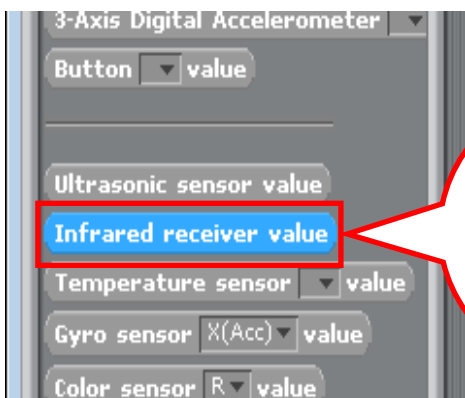 3-Axis Digital Accelerometer
Button value
Ultrasonic sensor value
Infrared receiver value
Temperature sensor value
Gyro sensor X(Acc) value
Color sensor R value